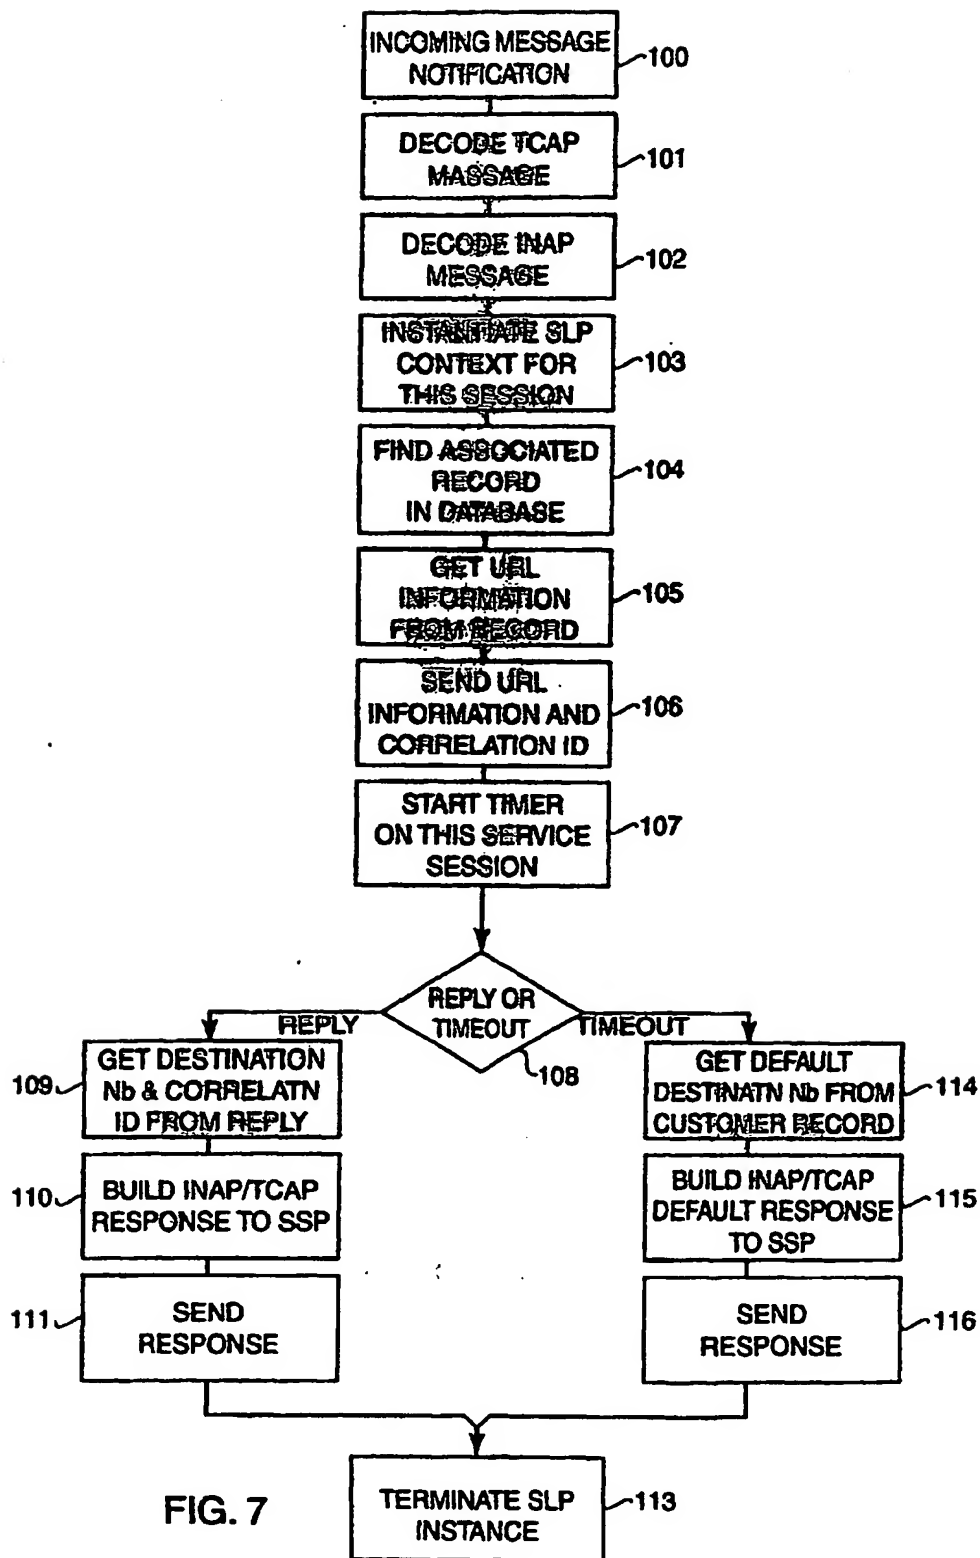 INCOMING MESSAGE
NOTIFICATION
100
DECODE TCAP
MASSAGE
101
DECODE INAP
MESSAGE
102
INSTANTIATE SLP
CONTEXT FOR
THIS SESSION
103
FIND ASSOCIATED
RECORD
IN DATABASE
104
GET URL
INFORMATION
FROM RECORD
105
SEND URL
INFORMATION AND
CORRELATION ID
106
START TIMER
ON THIS SERVICE
SESSION
107
REPLY OR
TIMEOUT
108
REPLY
TIMEOUT
109
GET DESTINATION
Nb & CORRELATN
ID FROM REPLY
GET DEFAULT
DESTINATN Nb FROM
CUSTOMER RECORD
114
110
BUILD INAP/TCAP
RESPONSE TO SSP
BUILD INAP/TCAP
DEFAULT RESPONSE
TO SSP
115
111
SEND
RESPONSE
SEND
RESPONSE
116
TERMINATE SLP
INSTANCE
113
FIG. 7